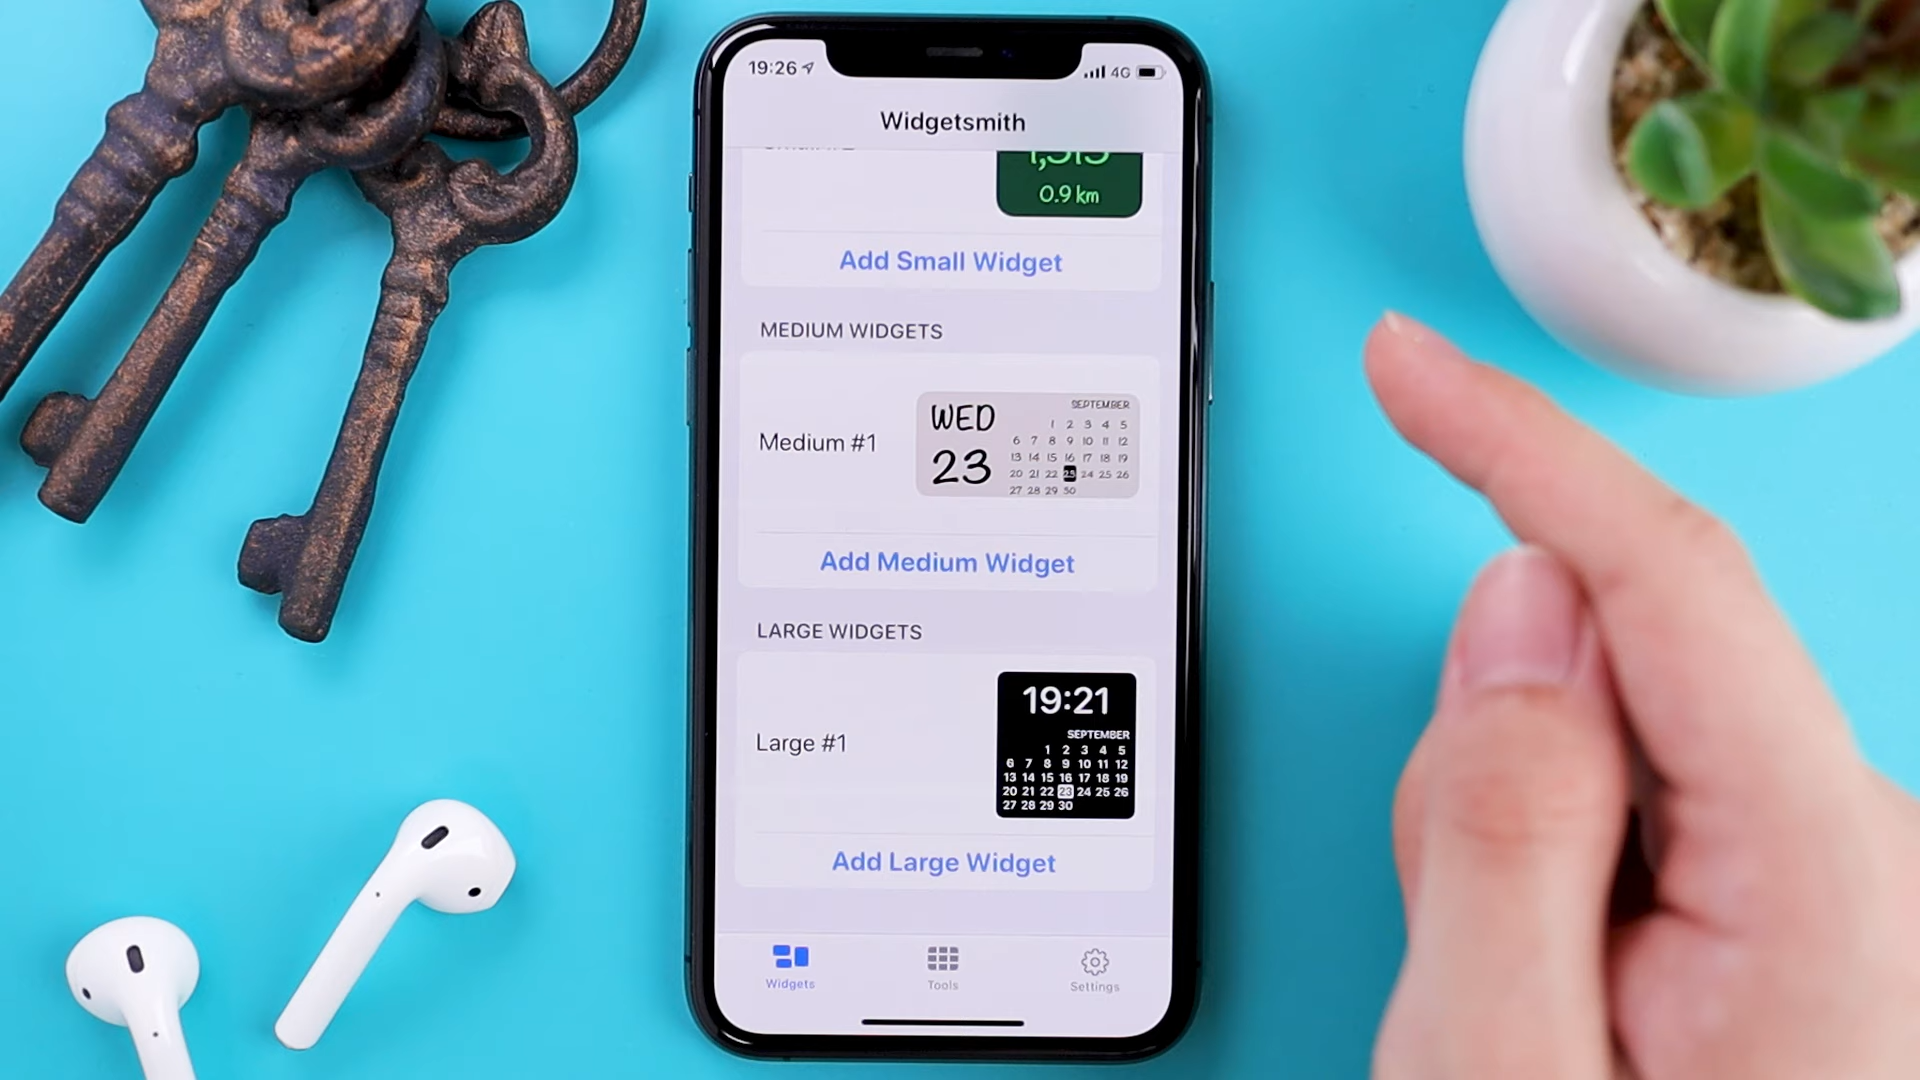 19:26
4G
Widgetsmith
0.9 km
Add Small Widget
MEDIUM WIDGETS
Medium #1
WED
23
SEPTEMBER
1 2 3 4 5
6 7 8 9 10 11 12
13 14 15 16 17 18 19
20 21 22 23 24 25 26
27 28 29 30
Add Medium Widget
LARGE WIDGETS
Large #1
19:21
SEPTEMBER
1 2 3 4 5
6 7 8 9 10 11 12
13 14 15 16 17 18 19
20 21 22 23 24 25 26
27 28 29 30
Add Large Widget
Widgets
Tools
Settings